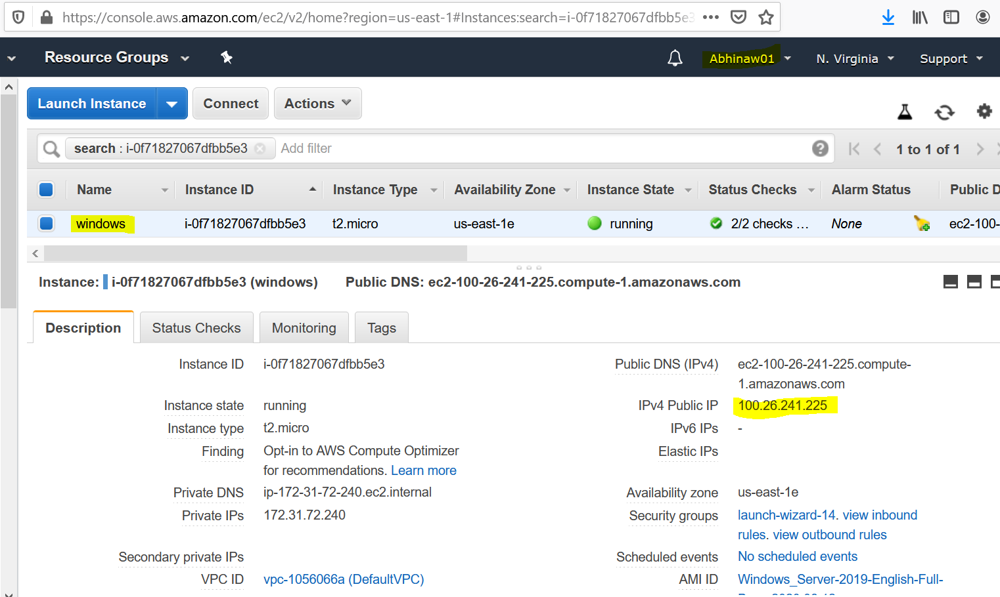 https://console.aws.amazon.com/ec2/v2/home?region=us-east-1#Instances:search=i-0f71827067dfbb5e3
Resource Groups Abhinaw01 N. Virginia Support
Launch Instance Connect Actions
search : i-0f71827067dfbb5e3 Add filter 1 to 1 of 1
Name Instance ID Instance Type Availability Zone Instance State Status Checks Alarm Status Public D
windows i-0f71827067dfbb5e3 t2.micro us-east-1e running 2/2 checks ... None ec2-100-
Instance: i-0f71827067dfbb5e3 (windows) Public DNS: ec2-100-26-241-225.compute-1.amazonaws.com
Description Status Checks Monitoring Tags
Instance ID i-0f71827067dfbb5e3 Public DNS (IPv4) ec2-100-26-241-225.compute-
1.amazonaws.com
Instance state running IPv4 Public IP 100.26.241.225
Instance type t2.micro IPv6 IPs -
Finding Opt-in to AWS Compute Optimizer Elastic IPs
for recommendations. Learn more
Private DNS ip-172-31-72-240.ec2.internal Availability zone us-east-1e
Private IPs 172.31.72.240 Security groups launch-wizard-14. view inbound
rules. view outbound rules
Secondary private IPs Scheduled events No scheduled events
VPC ID vpc-1056066a (DefaultVPC) AMI ID Windows_Server-2019-English-Full-